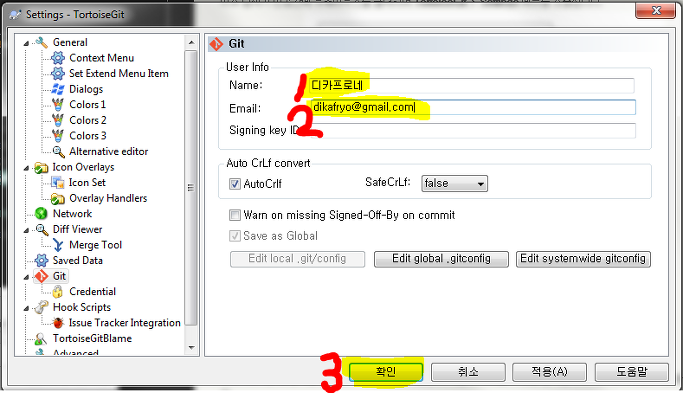 Settings - TortoiseGit
General
Context Menu
Set Extend Menu Item
Dialogs
Colors 1
Colors 2
Colors 3
Alternative editor
Icon Overlays
Icon Set
Overlay Handlers
Network
Diff Viewer
Merge Tool
Saved Data
Git
Credential
Hook Scripts
Issue Tracker Integration
TortoiseGitBlame
Advanced
Git
User Info
1
Name: 디카프로네
2
Email: dikafryo@gmail.com
Signing key ID:
Auto CrLf convert
AutoCrlf SafeCrLf: false
Warn on missing Signed-Off-By on commit
Save as Global
Edit local .git/config Edit global .gitconfig Edit systemwide gitconfig
3 확인 취소 적용(A) 도움말